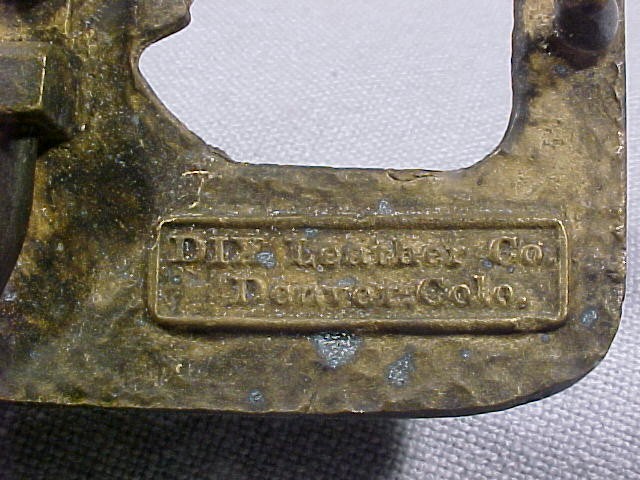 DIX Leather Co
Denver-Colo.